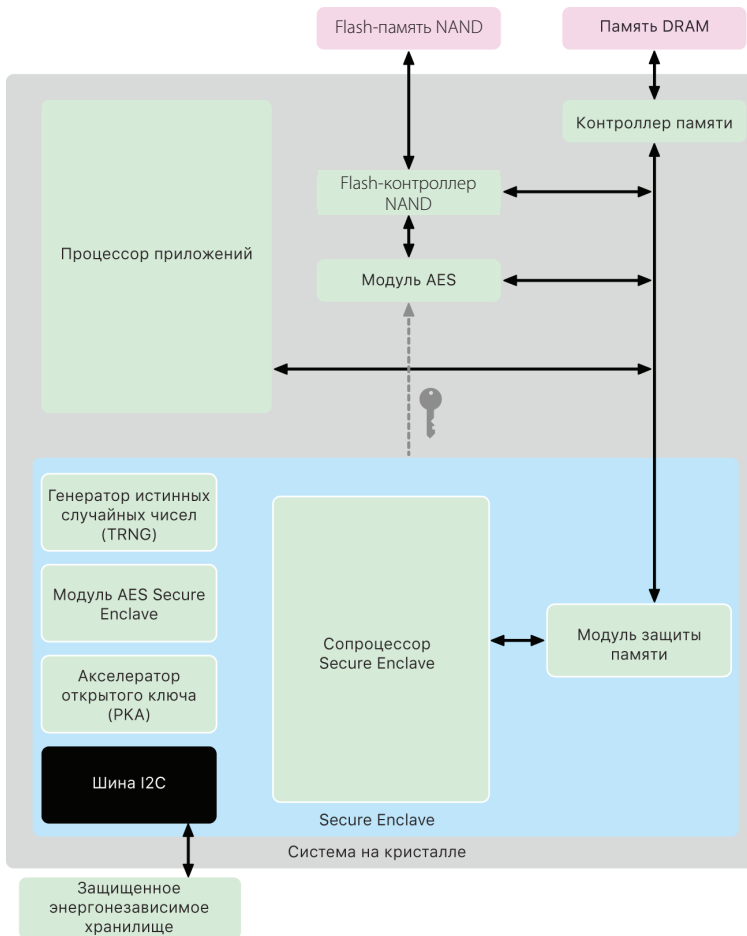 Flash-память NAND
Память DRAM
Контроллер памяти
Flash-контроллер
NAND
Процессор приложений
Модуль AES
Генератор истинных
случайных чисел
(TRNG)
Модуль AES Secure
Enclave
Акселератор
открытого ключа
(PKA)
Шина I2C
Сопроцессор
Secure Enclave
Модуль защиты
памяти
Secure Enclave
Система на кристалле
Защищенное
энергонезависимое
хранилище